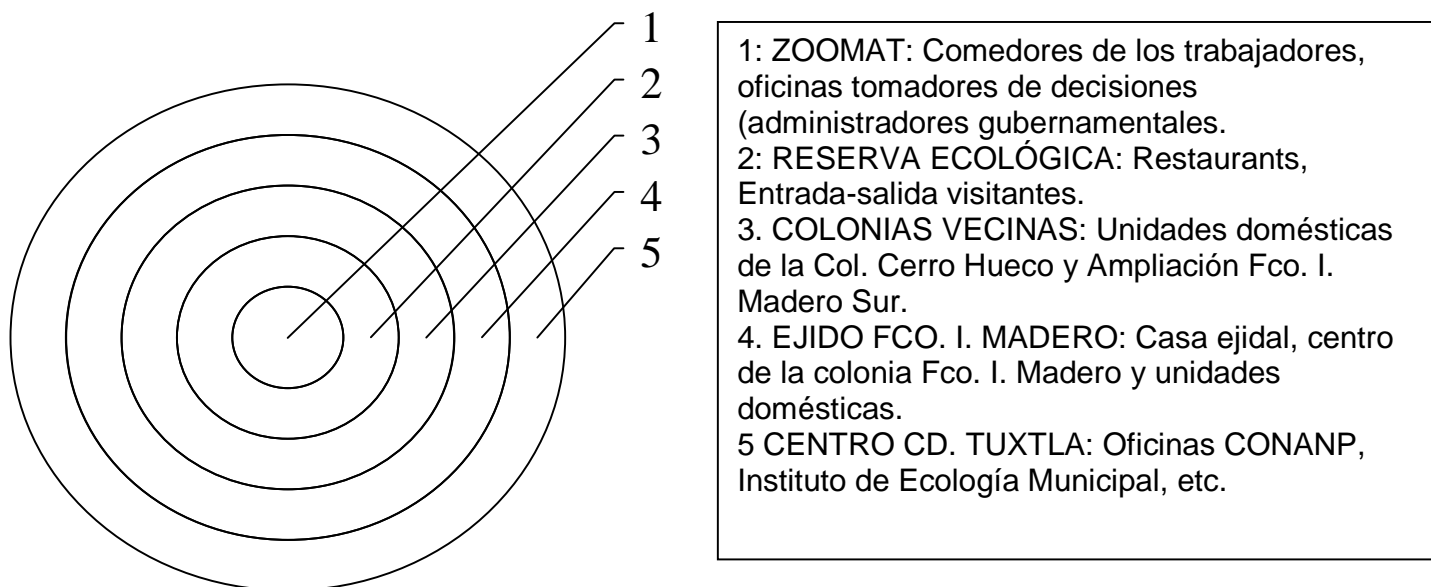 1
2
3
4
5
1: ZOOMAT: Comedores de los trabajadores,
oficinas tomadores de decisiones
(administradores gubernamentales.
2: RESERVA ECOLÓGICA: Restaurants,
Entrada-salida visitantes.
3. COLONIAS VECINAS: Unidades domésticas
de la Col. Cerro Hueco y Ampliación Fco. I.
Madero Sur.
4. EJIDO FCO. I. MADERO: Casa ejidal, centro
de la colonia Fco. I. Madero y unidades
domésticas.
5 CENTRO CD. TUXTLA: Oficinas CONANP,
Instituto de Ecología Municipal, etc.